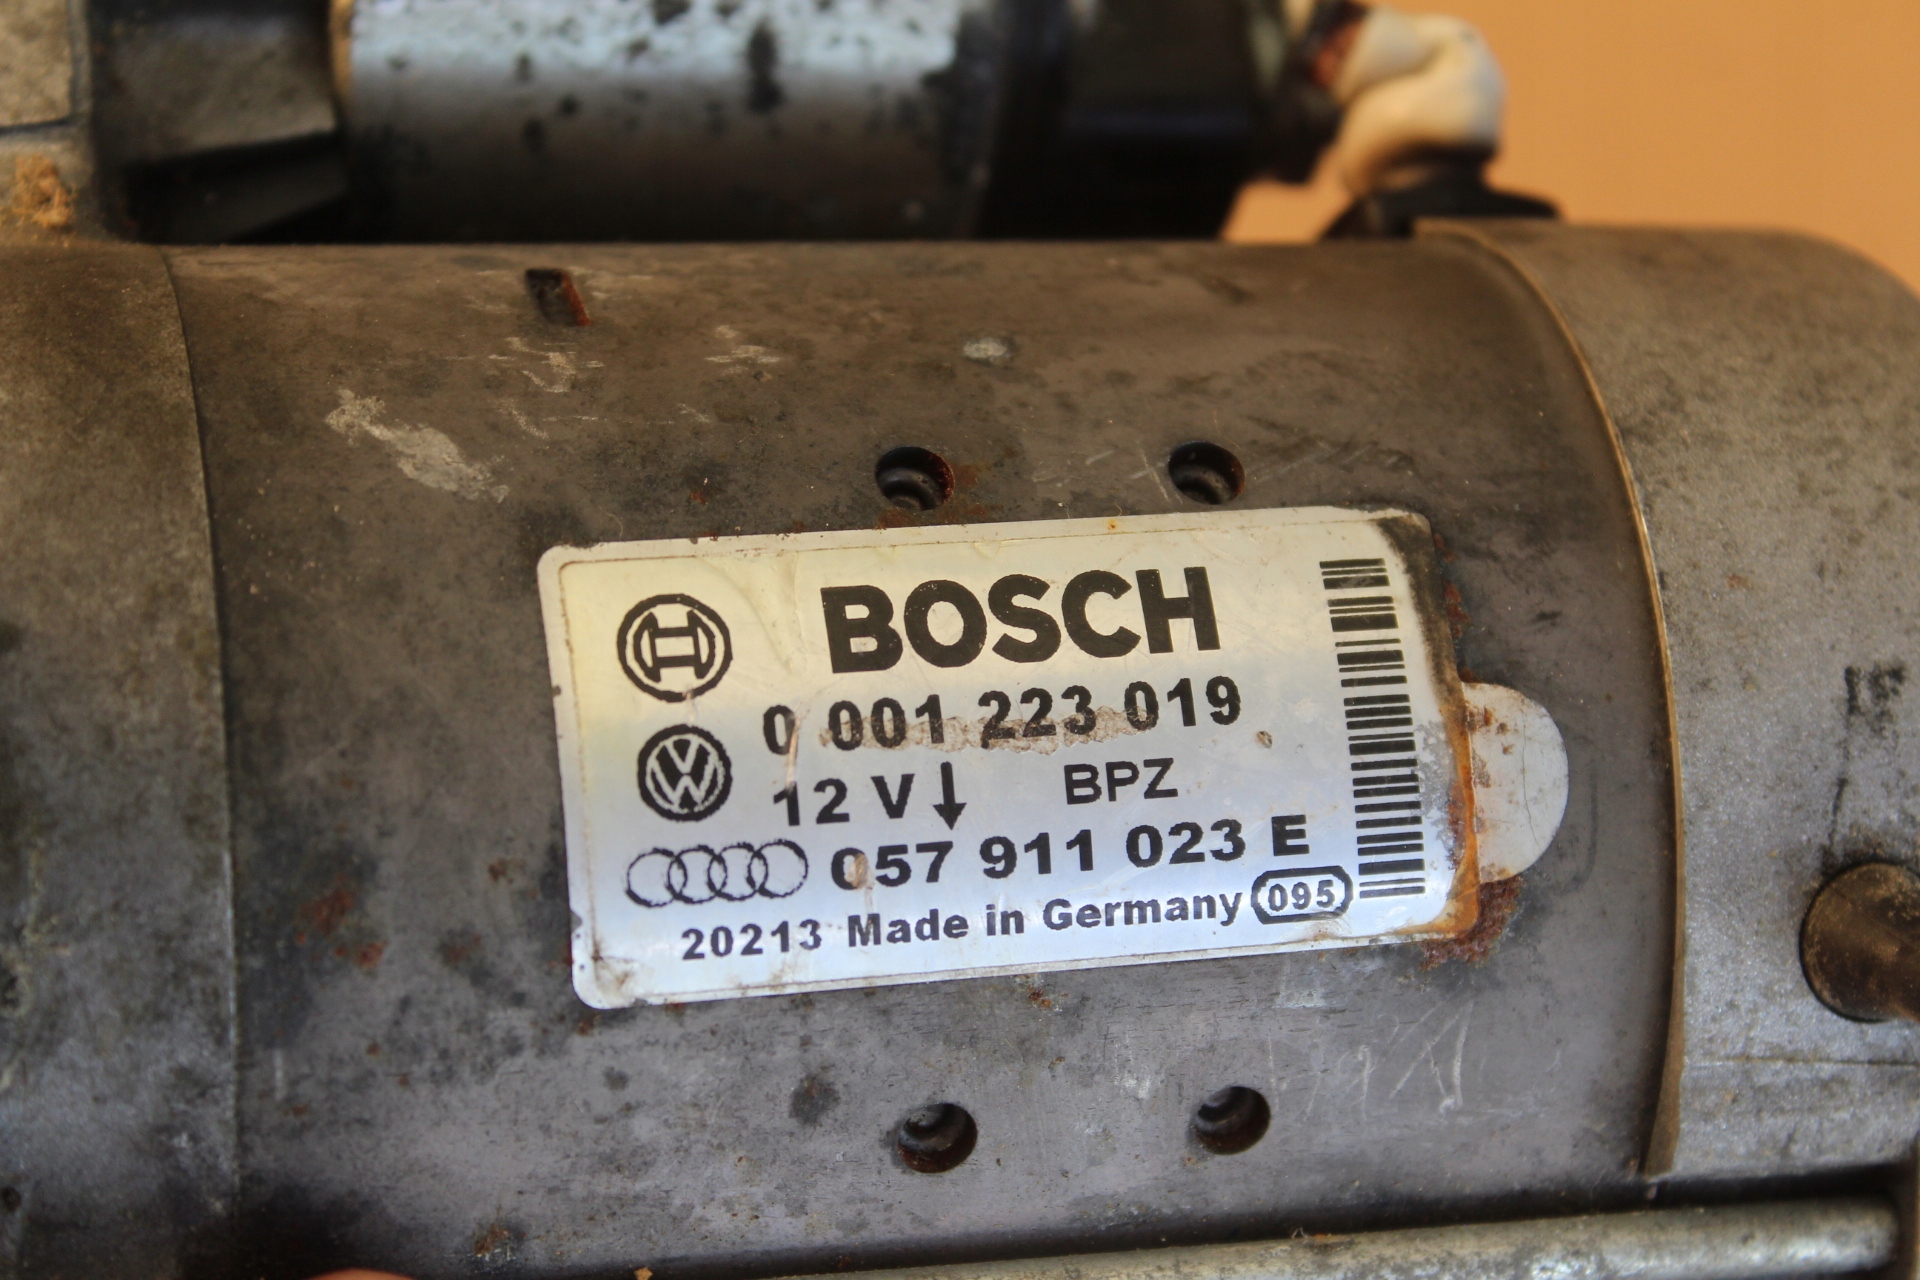 BOSCH
0 001 223 019
12 V↓ BPZ
057 911 023 E
20213 Made in Germany 095